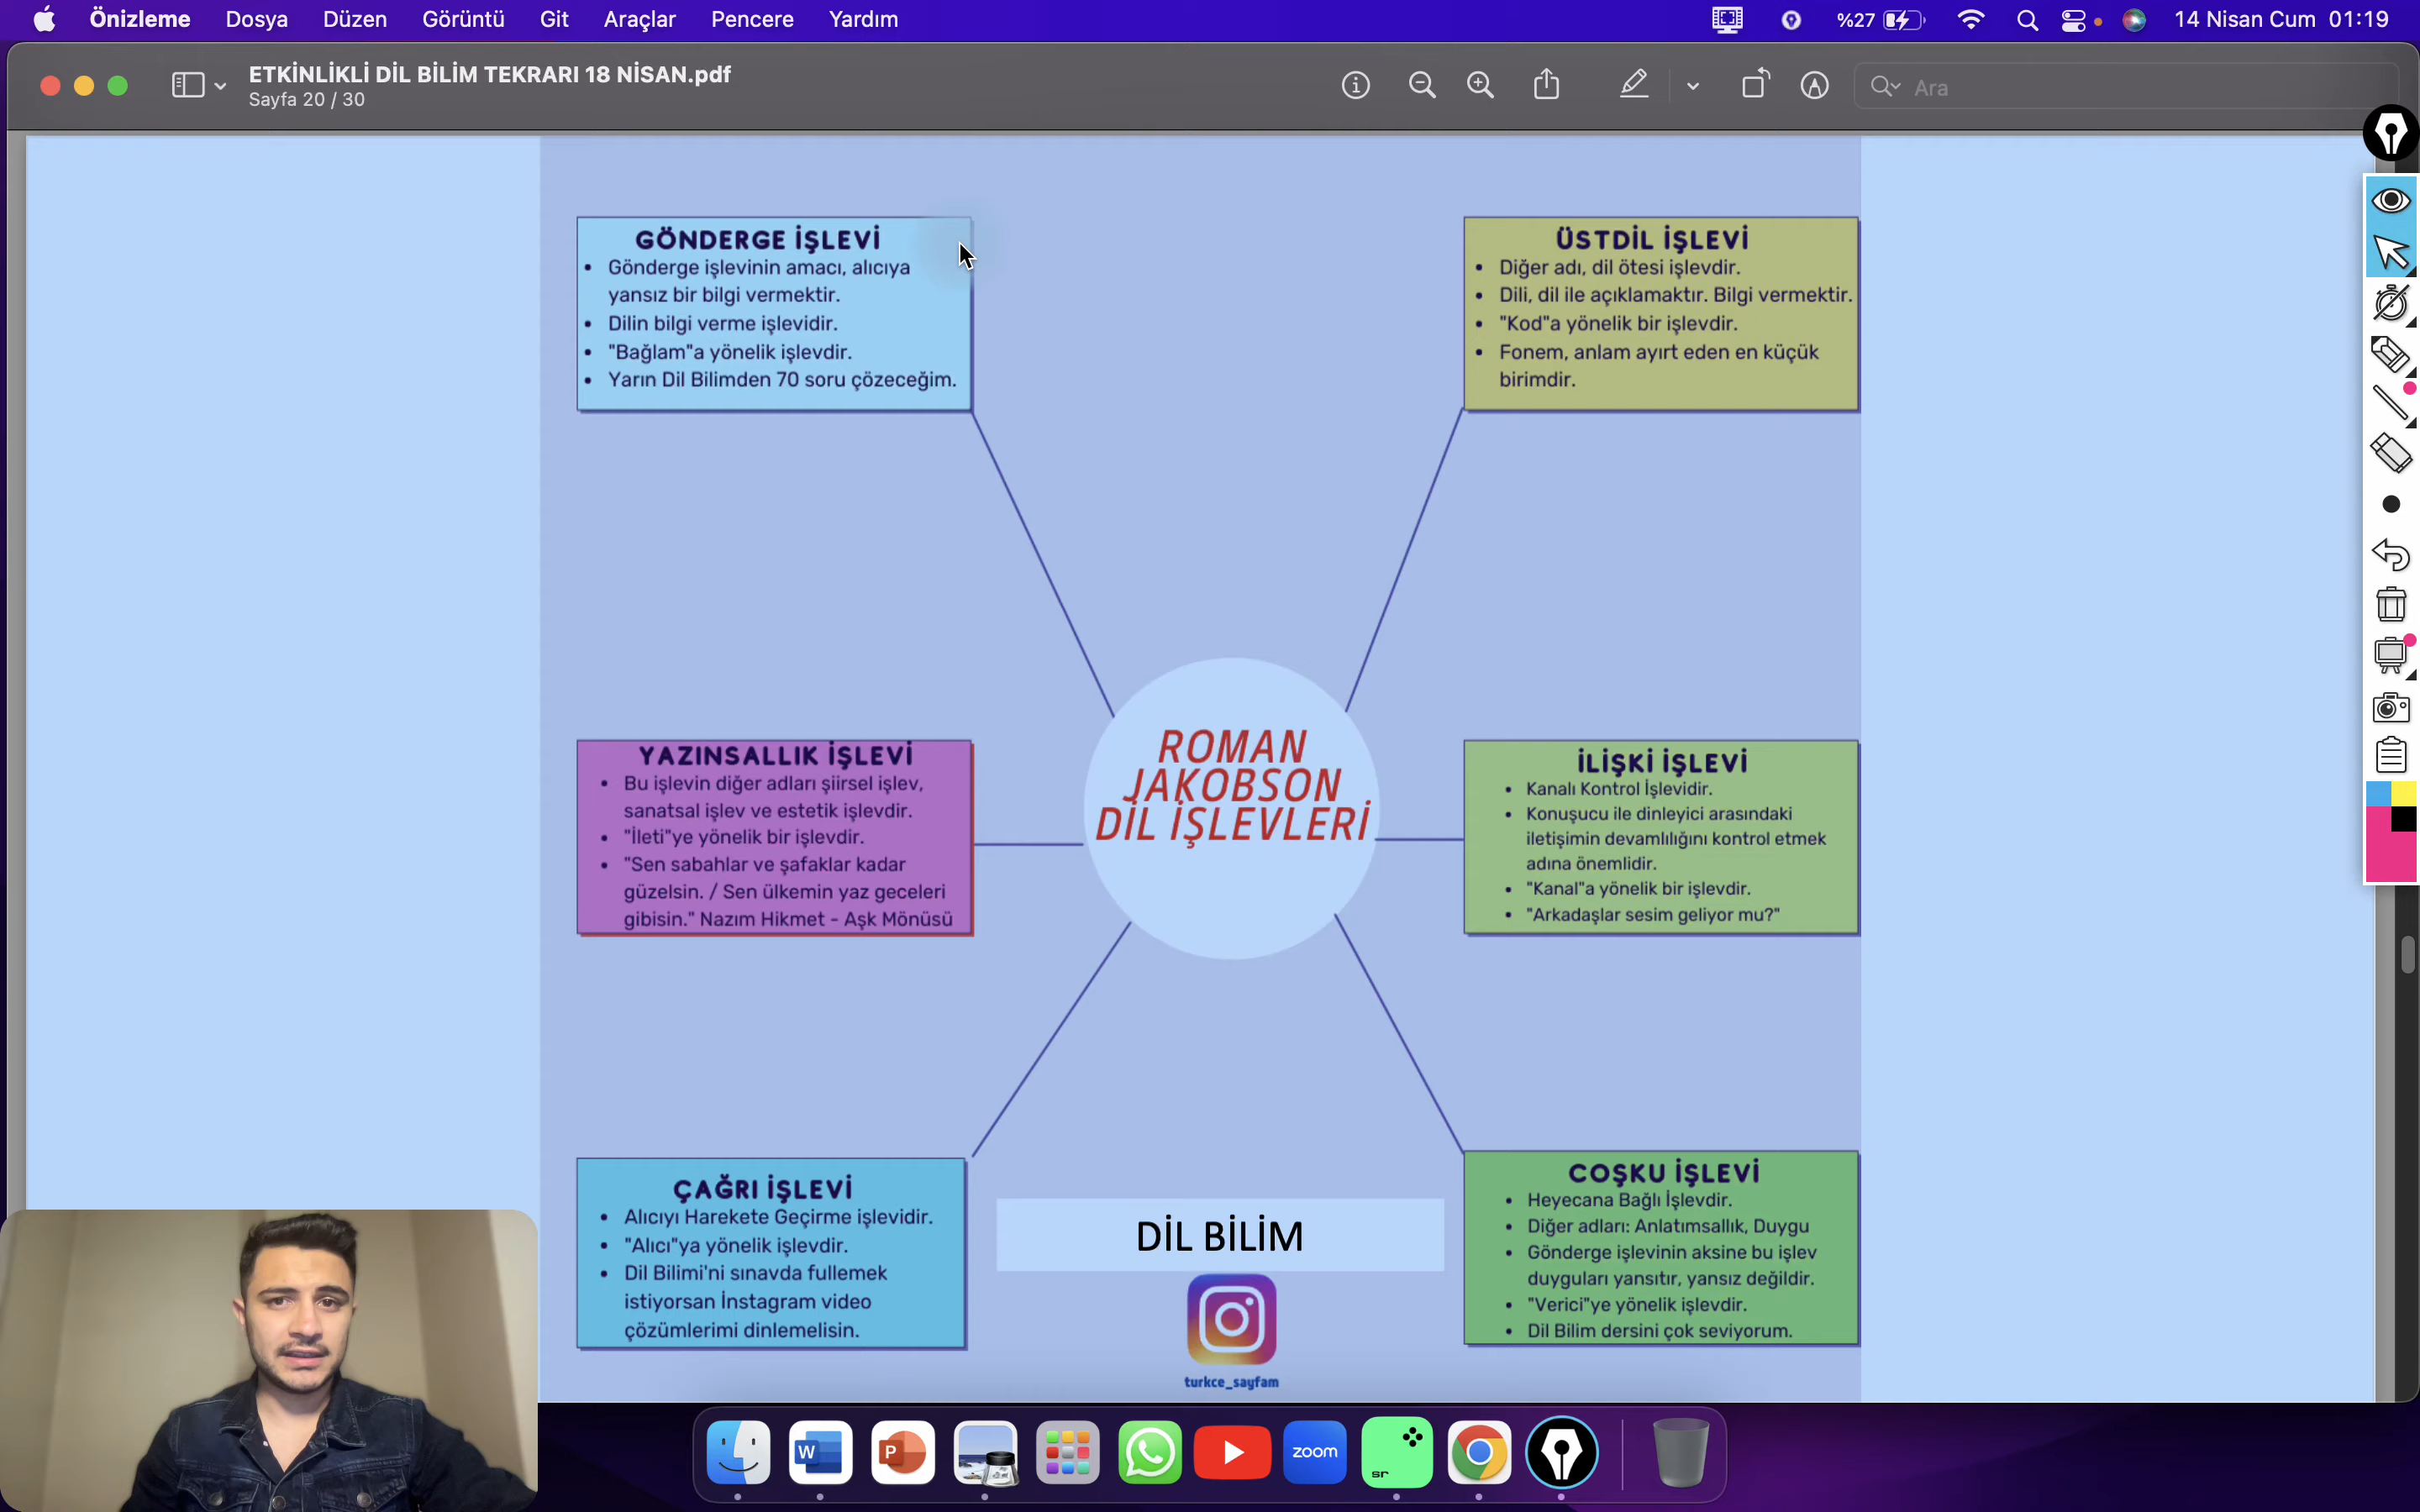 Önizleme Dosya Düzen Görüntü Git Araçlar Pencere Yardım
%27 14 Nisan Cum 01:19
ETKİNLİKLİ DİL BİLİM TEKRARI 18 NİSAN.pdf
Sayfa 20 / 30
Ara
GÖNDERGE İŞLEVİ
• Gönderge işlevinin amacı, alıcıya
yansız bir bilgi vermektir.
• Dilin bilgi verme işlevidir.
• "Bağlam"a yönelik işlevdir.
• Yarın Dil Bilimden 70 soru çözeceğim.
ÜSTDİL İŞLEVİ
• Diğer adı, dil ötesi işlevdir.
• Dili, dil ile açıklamaktır. Bilgi vermektir.
• "Kod"a yönelik bir işlevdir.
• Fonem, anlam ayırt eden en küçük
birimdir.
YAZINSALLIK İŞLEVİ
• Bu işlevin diğer adları şiirsel işlev,
sanatsal işlev ve estetik işlevdir.
• "İleti"ye yönelik bir işlevdir.
• "Sen sabahlar ve şafaklar kadar
güzelsin. / Sen ülkemin yaz geceleri
gibisin." Nazım Hikmet - Aşk Mönüsü
ROMAN
JAKOBSON
DİL İŞLEVLERİ
İLİŞKİ İŞLEVİ
• Kanalı Kontrol İşlevidir.
• Konuşucu ile dinleyici arasındaki
iletişimin devamlılığını kontrol etmek
adına önemlidir.
• "Kanal"a yönelik bir işlevdir.
• "Arkadaşlar sesim geliyor mu?"
ÇAĞRI İŞLEVİ
• Alıcıyı Harekete Geçirme işlevidir.
• "Alıcı"ya yönelik işlevdir.
• Dil Bilimi'ni sınavda fullemek
istiyorsan İnstagram video
çözümlerimi dinlemelisin.
DİL BİLİM
turkce_sayfam
COŞKU İŞLEVİ
• Heyecana Bağlı İşlevdir.
• Diğer adları: Anlatımsallık, Duygu
• Gönderge işlevinin aksine bu işlev
duyguları yansıtır, yansız değildir.
• "Verici"ye yönelik işlevdir.
• Dil Bilim dersini çok seviyorum.
W P zoom sr